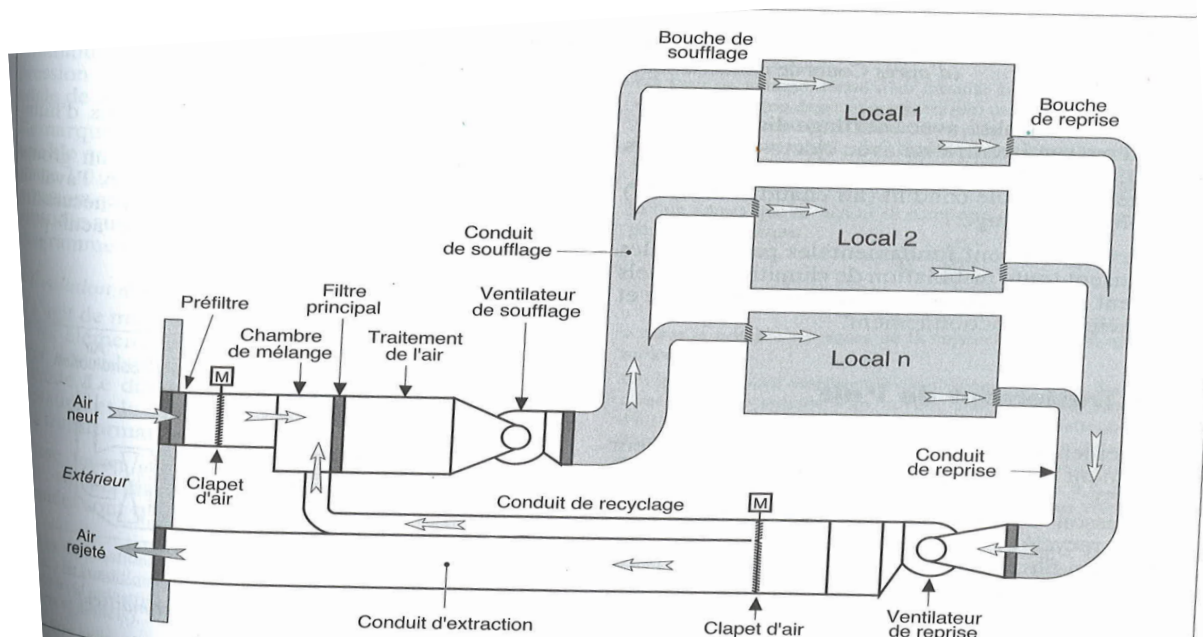 Bouche de
soufflage
Local 1
Bouche
de reprise
Local 2
Conduit
de soufflage
Ventilateur
de soufflage
Filtre
principal
Préfiltre
Chambre
de mélange
Traitement
de l'air
Local n
M
Air
neuf
Extérieur
Clapet
d'air
Conduit
de reprise
Conduit de recyclage
M
Air
rejeté
Conduit d'extraction
Clapet d'air
Ventilateur
de reprise